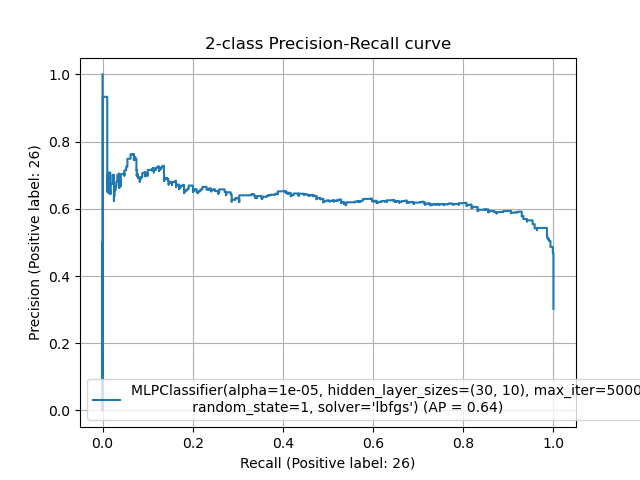 2-class Precision-Recall curve
1.0
0.8
0.6
0.4
0.2
0.0
Precision (Positive label: 26)
MLPClassifier(alpha=1e-05, hidden_layer_sizes=(30, 10), max_iter=5000
random_state=1, solver='lbfgs') (AP = 0.64)
0.0 0.2 0.4 0.6 0.8 1.0
Recall (Positive label: 26)